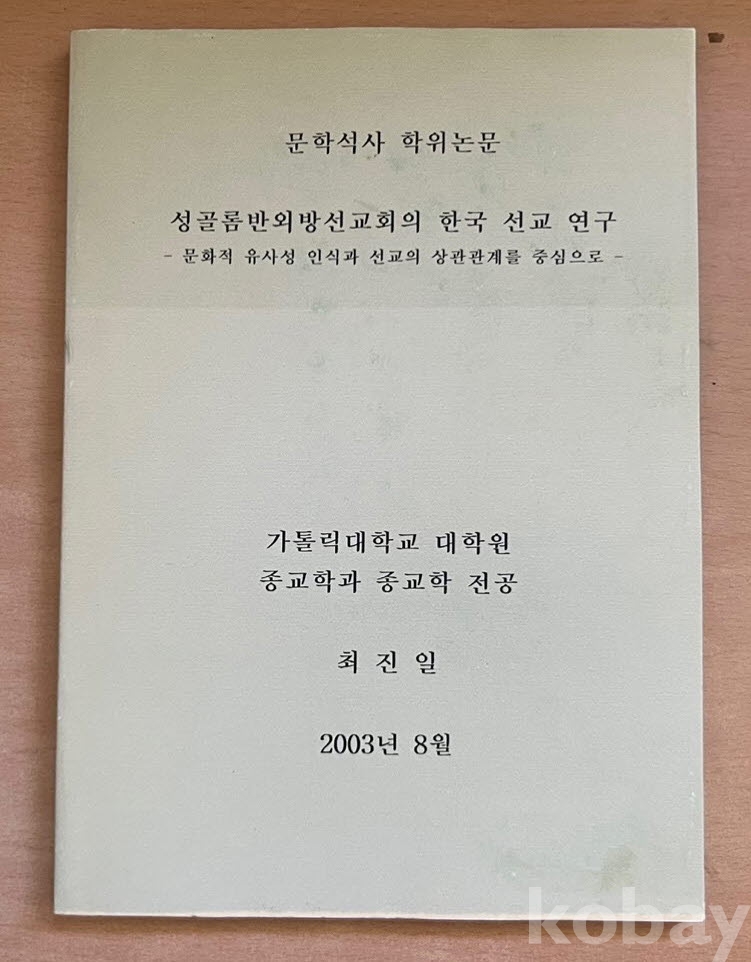 문학석사 학위논문
성골롬반외방선교회의 한국 선교 연구
- 문화적 유사성 인식과 선교의 상관관계를 중심으로 -
가톨릭대학교 대학원
종교학과 종교학 전공
최 진 일
2003년 8월
kobay